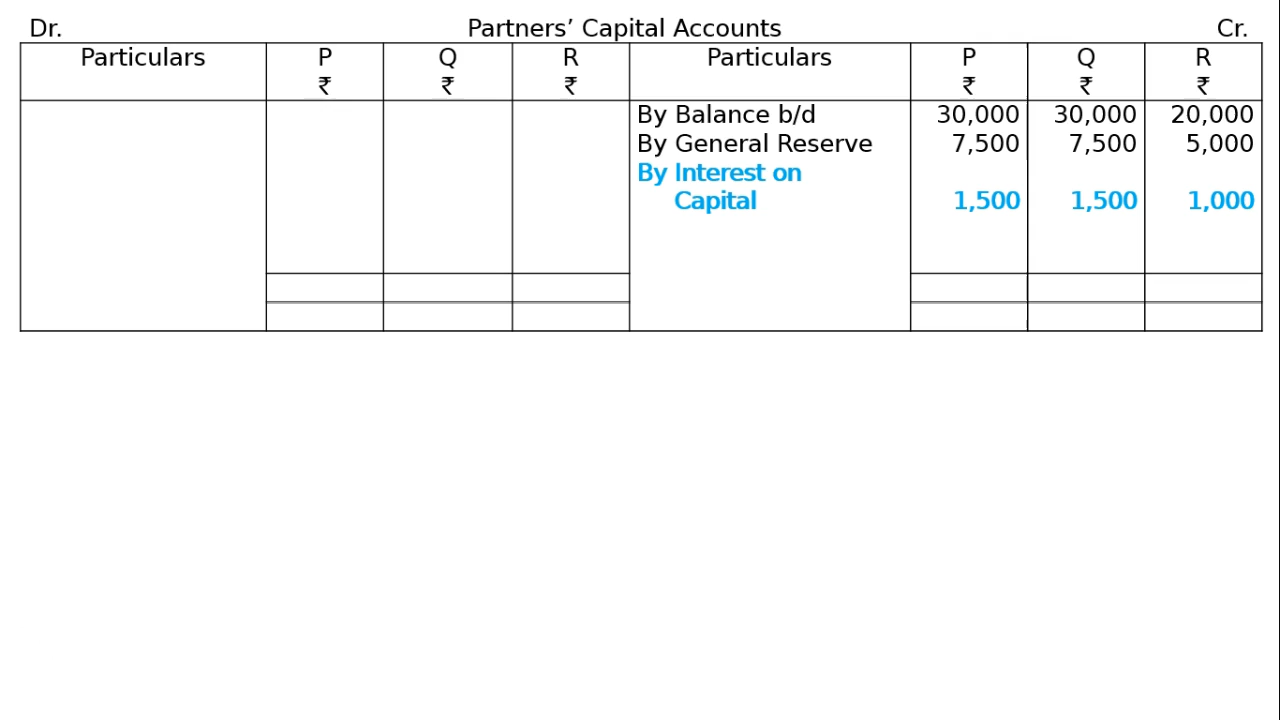 Dr. Partners’ Capital Accounts Cr.
Particulars P Q R Particulars P Q R
₹ ₹ ₹ ₹ ₹ ₹
By Balance b/d 30,000 30,000 20,000
By General Reserve 7,500 7,500 5,000
By Interest on
Capital 1,500 1,500 1,000